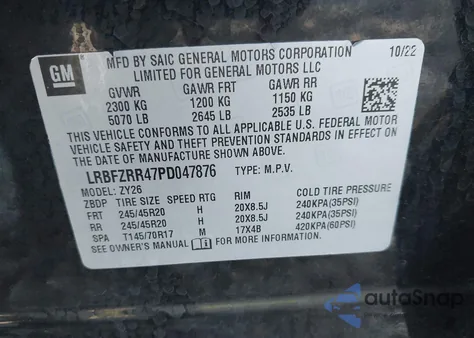 GM
MFD BY SAIC GENERAL MOTORS CORPORATION 10/22
LIMITED FOR GENERAL MOTORS LLC
GVWR GAWR FRT GAWR RR
2300 KG 1200 KG 1150 KG
5070 LB 2645 LB 2535 LB
THIS VEHICLE CONFORMS TO ALL APPLICABLE U.S. FEDERAL MOTOR
VEHICLE SAFETY AND THEFT PREVENTION STANDARDS IN EFFECT ON
THE DATE OF MANUFACTURE SHOWN ABOVE.
LRBFZRR47PD047876 TYPE: M.P.V.
MODEL: ZY26
ZBDP TIRE SIZE SPEED RTG RIM COLD TIRE PRESSURE
FRT 245/45R20 H 20X8.5J 240KPA(35PSI)
RR 245/45R20 H 20X8.5J 240KPA(35PSI)
SPA T145/70R17 M 17X4B 420KPA(60PSI)
SEE OWNER'S MANUAL FOR MORE INFORMATION.
autoSnap